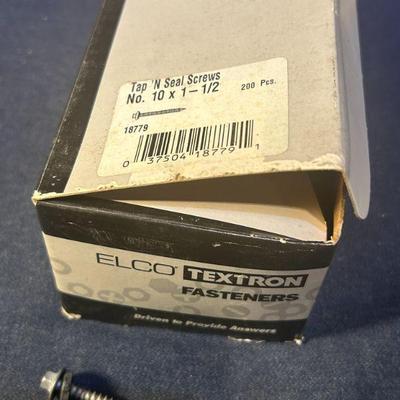 Tap 'N Seal Screws
No. 10 x 1-1/2 200 Pcs.
18779
0 37504 18779 1
ELCO TEXTRON
FASTENERS
Driven to Provide Answers